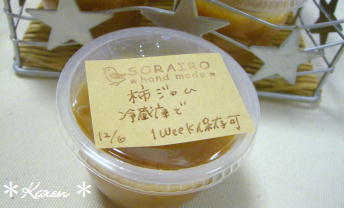 SORAIRO
*hand made*
柿ジャム
冷蔵庫で
12/6 1week保存可
*Karen*